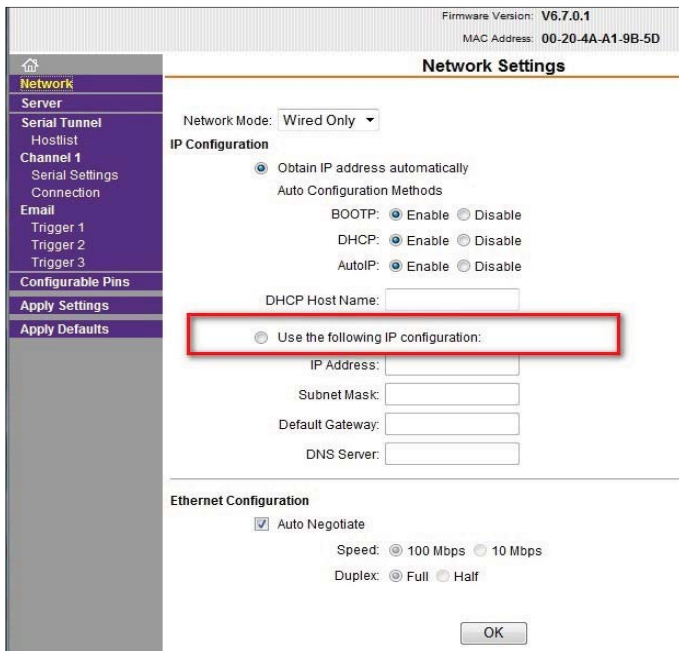 Firmware Version: V6.7.0.1
MAC Address: 00-20-4A-A1-9B-5D
Network Settings
Network
Server
Serial Tunnel
Hostlist
Channel 1
Serial Settings
Connection
Email
Trigger 1
Trigger 2
Trigger 3
Configurable Pins
Apply Settings
Apply Defaults
Network Mode: Wired Only
IP Configuration
Obtain IP address automatically
Auto Configuration Methods
BOOTP: Enable Disable
DHCP: Enable Disable
AutoIP: Enable Disable
DHCP Host Name:
Use the following IP configuration:
IP Address:
Subnet Mask:
Default Gateway:
DNS Server:
Ethernet Configuration
Auto Negotiate
Speed: 100 Mbps 10 Mbps
Duplex: Full Half
OK